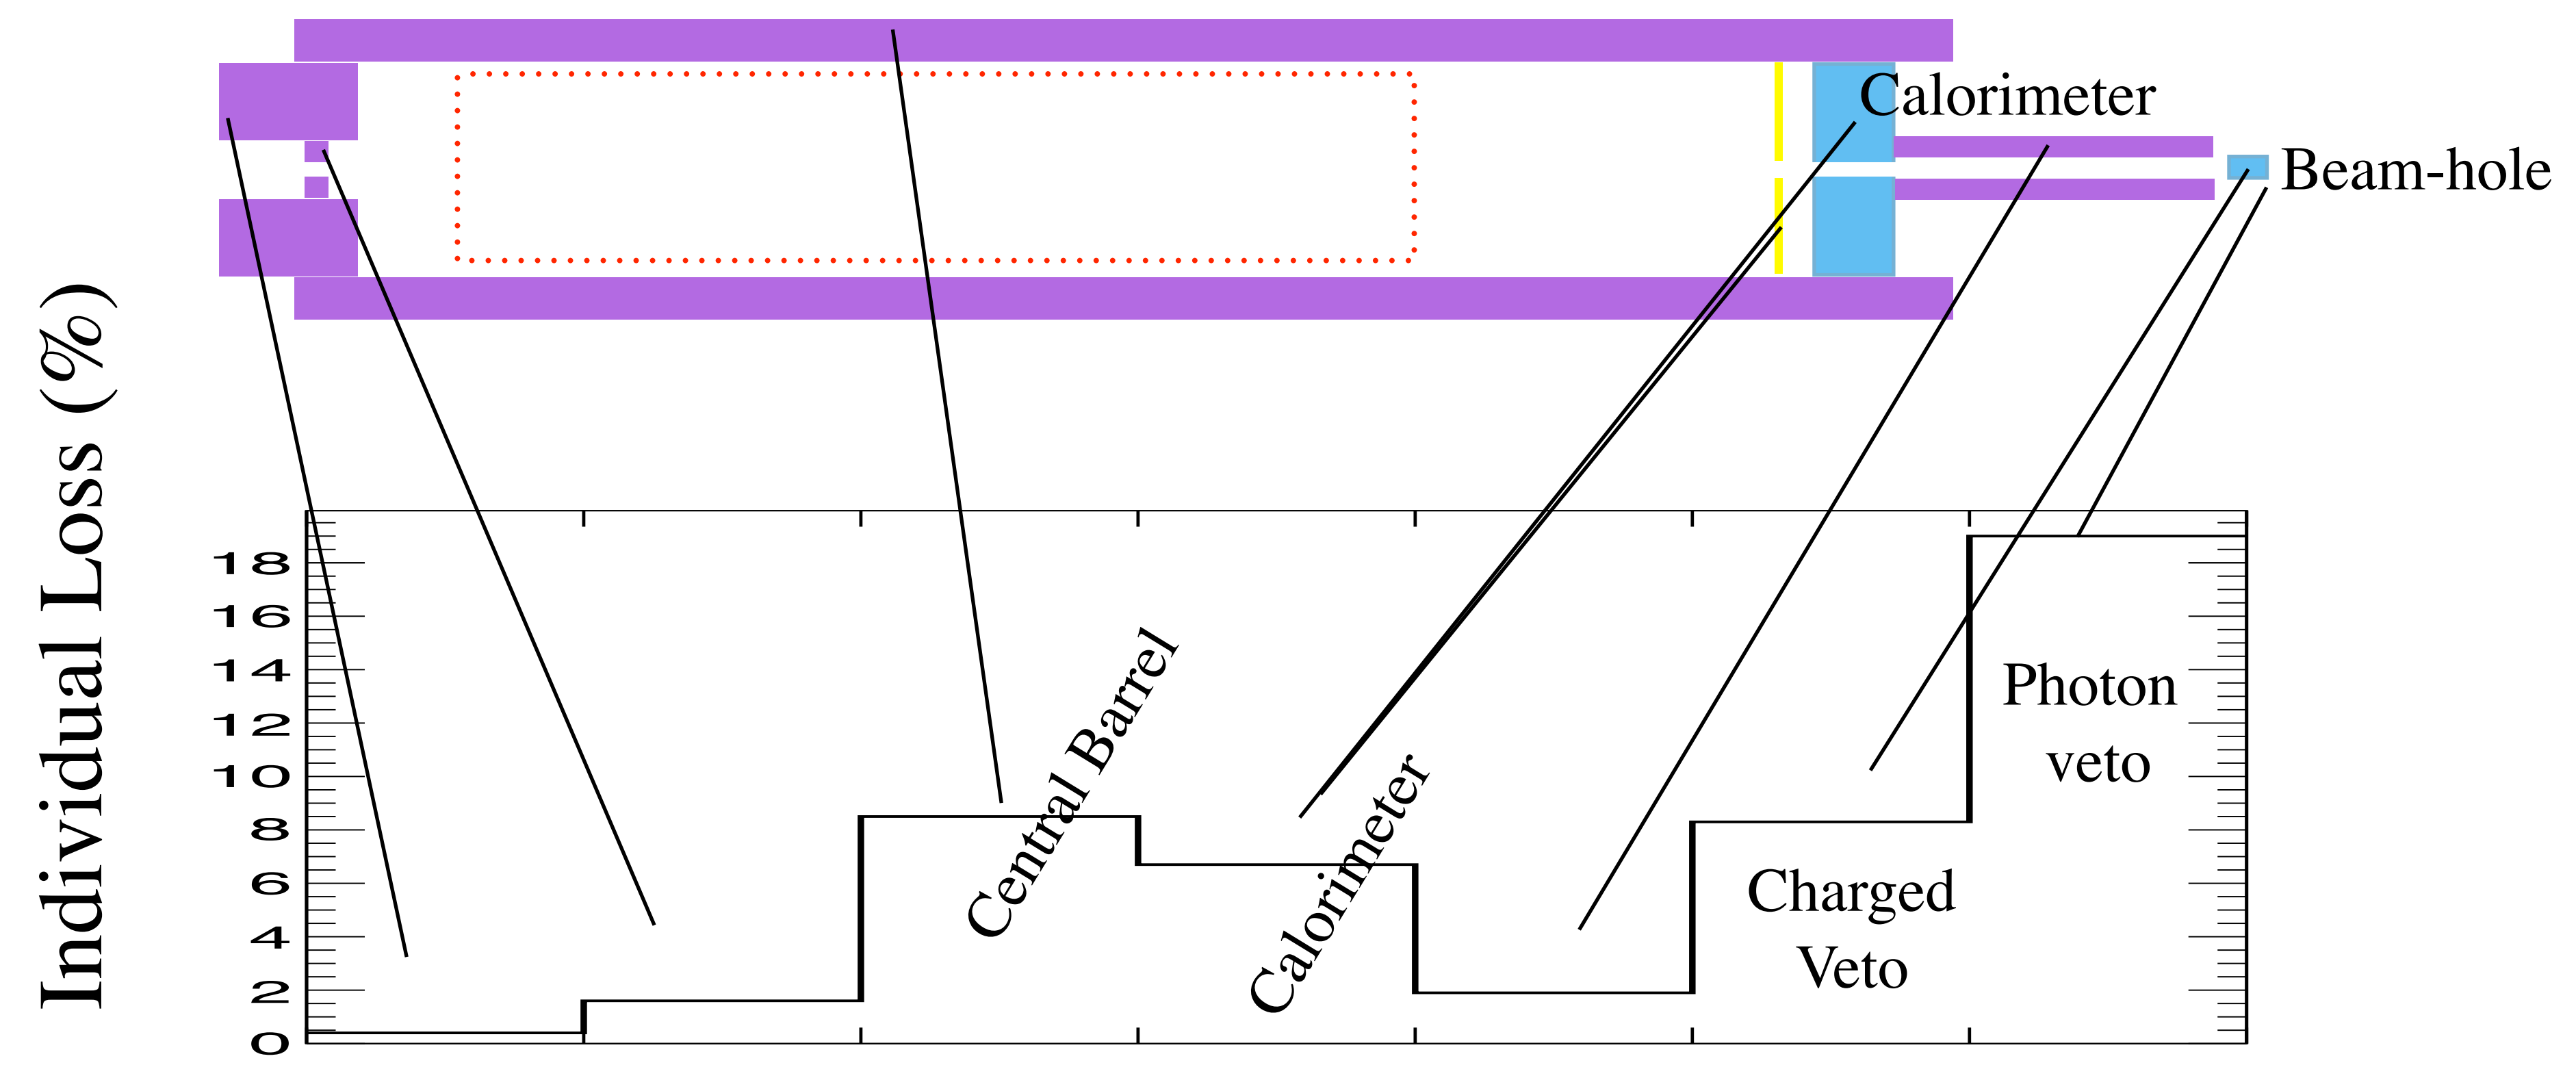 Calorimeter
Beam-hole
Individual Loss (%)
18
16
14
12
10
8
6
4
2
0
Central Barrel
Calorimeter
Charged
Veto
Photon
veto